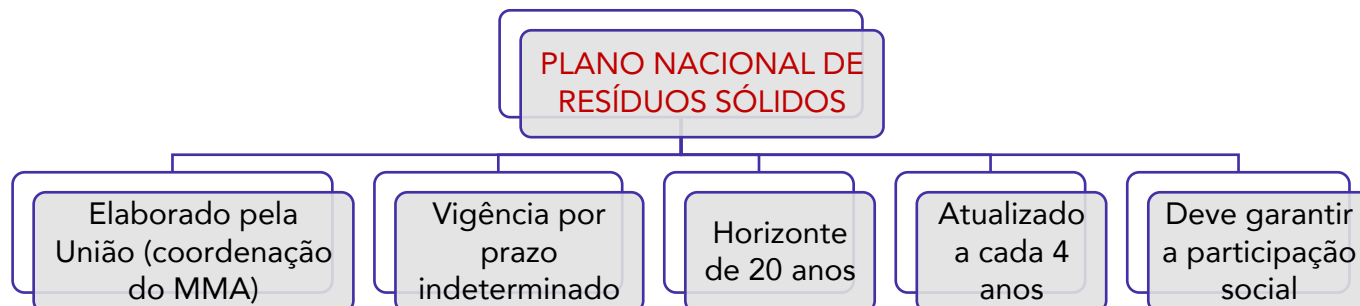 PLANO NACIONAL DE
RESÍDUOS SÓLIDOS
Elaborado pela
União (coordenação
do MMA)
Vigência por
prazo
indeterminado
Horizonte
de 20 anos
Atualizado
a cada 4
anos
Deve garantir
a participação
social